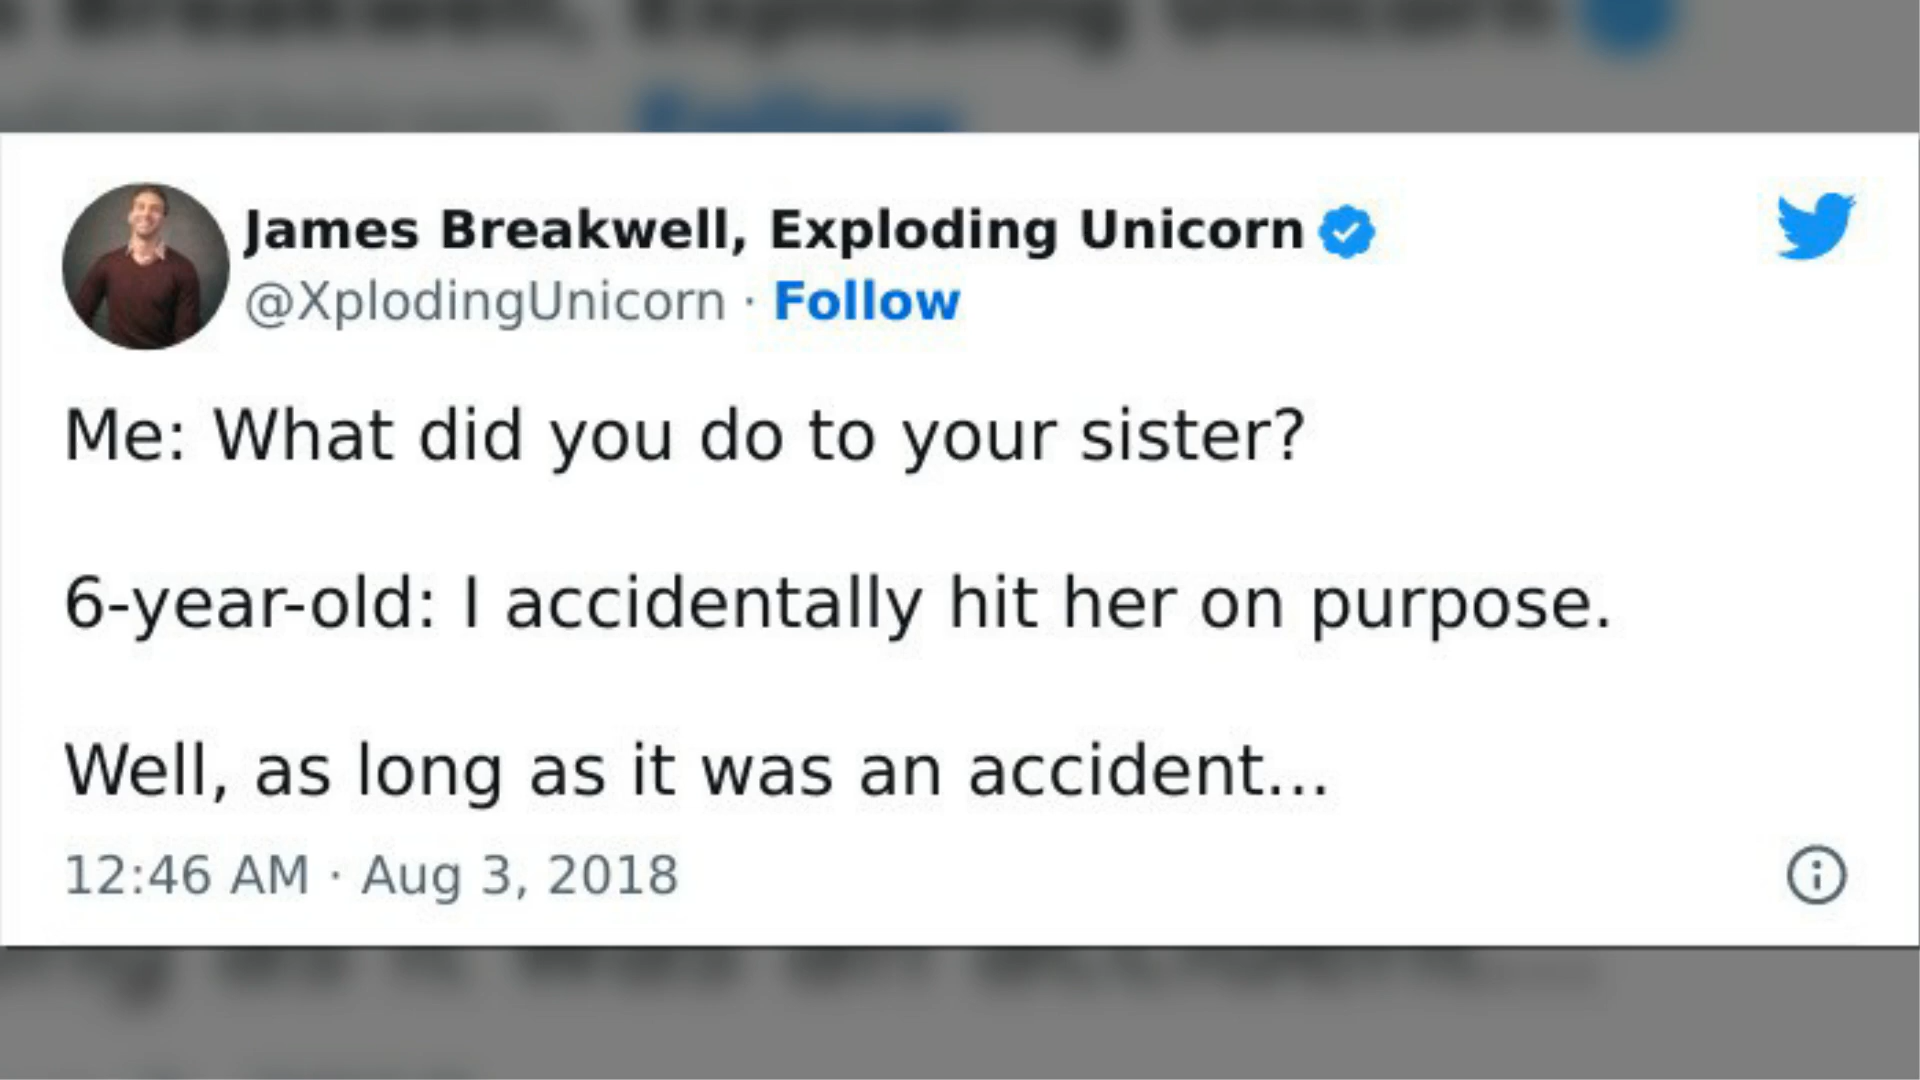 James Breakwell, Exploding Unicorn
@XplodingUnicorn · Follow
Me: What did you do to your sister?
6-year-old: I accidentally hit her on purpose.
Well, as long as it was an accident...
12:46 AM · Aug 3, 2018